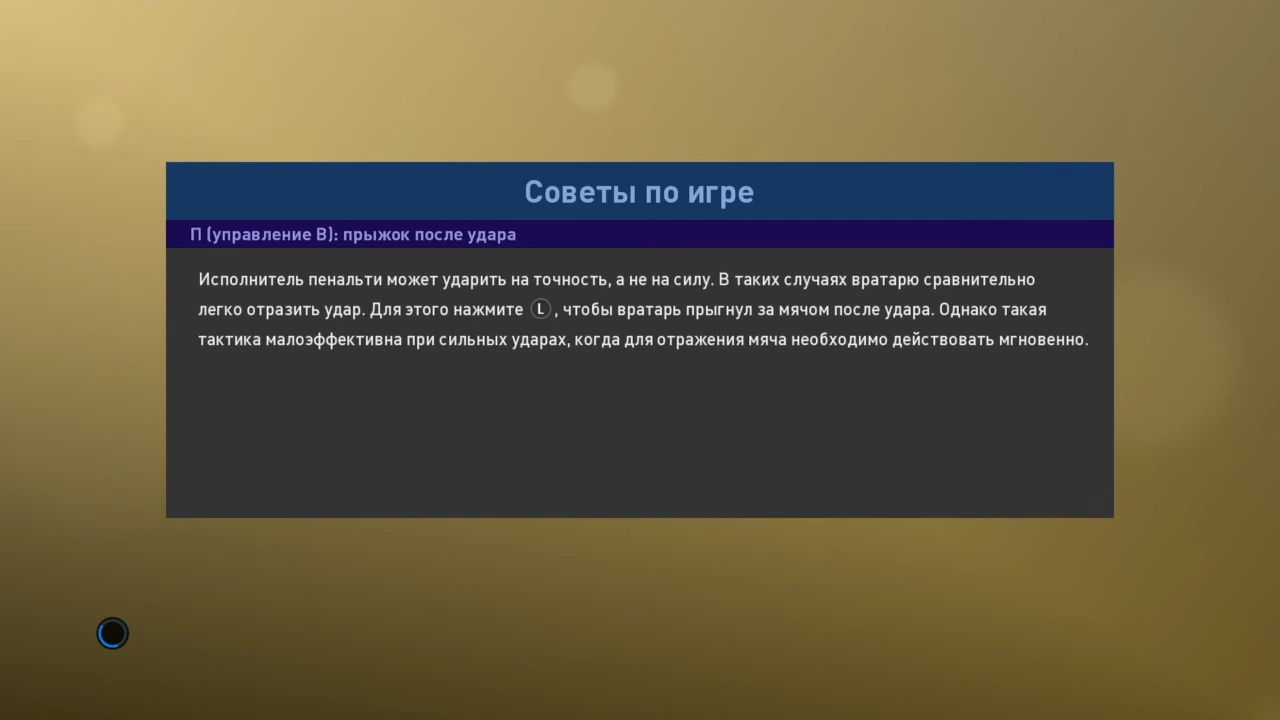 Советы по игре
П (управление В): прыжок после удара
Исполнитель пенальти может ударить на точность, а не на силу. В таких случаях вратарю сравнительно
легко отразить удар. Для этого нажмите L, чтобы вратарь прыгнул за мячом после удара. Однако такая
тактика малоэффективна при сильных ударах, когда для отражения мяча необходимо действовать мгновенно.